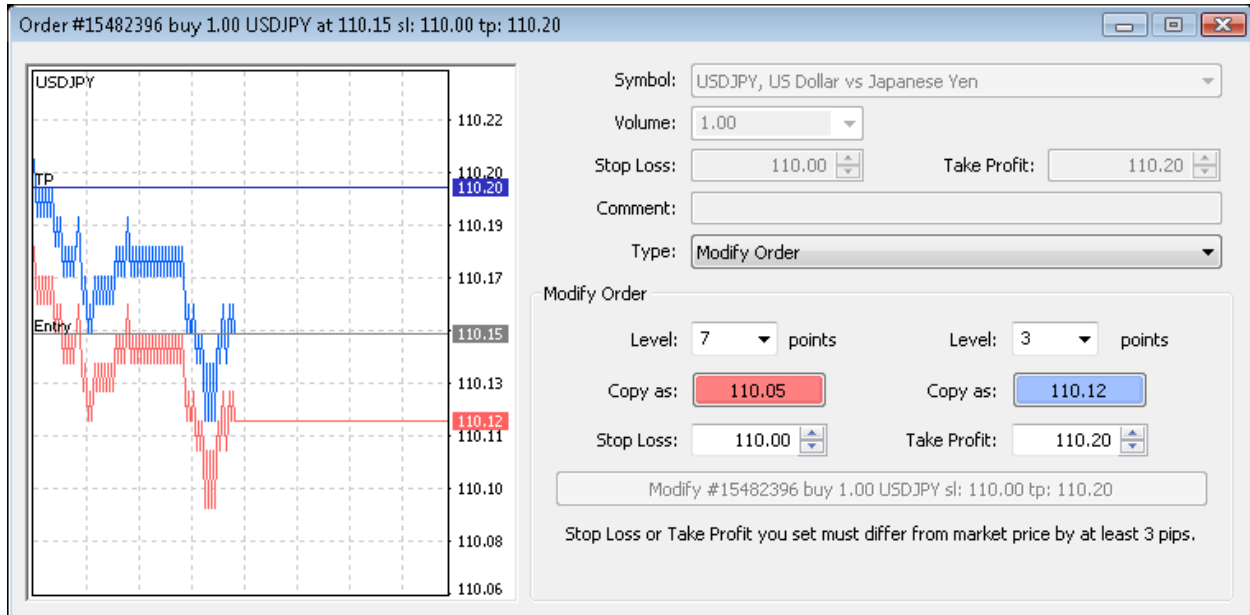 Order #15482396 buy 1.00 USDJPY at 110.15 sl: 110.00 tp: 110.20
USDJPY
TP
Entry
110.22
110.20
110.20
110.19
110.17
110.15
110.13
110.12
110.11
110.10
110.08
110.06
Symbol: USDJPY, US Dollar vs Japanese Yen
Volume: 1.00
Stop Loss: 110.00 Take Profit: 110.20
Comment:
Type: Modify Order
Modify Order
Level: 7 points Level: 3 points
Copy as: 110.05 Copy as: 110.12
Stop Loss: 110.00 Take Profit: 110.20
Modify #15482396 buy 1.00 USDJPY sl: 110.00 tp: 110.20
Stop Loss or Take Profit you set must differ from market price by at least 3 pips.